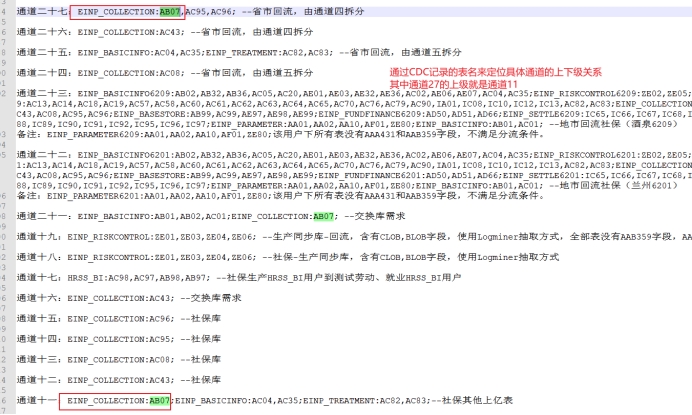 通道二十七: EINP_COLLECTION:AB07,AC95,AC96; --省市回流，由通道四拆分
通道二十六: EINP_COLLECTION:AC43; --省市回流，由通道四拆分
通道二十五: EINP_BASICINFO:AC04,AC35;EINP_TREATMENT:AC82,AC83; --省市回流，由通道五拆分
通道二十四: EINP_COLLECTION:AC08; --省市回流，由通道五拆分
通过CDC记录的表名来定位具体通道的上下级关系
其中通道27的上级就是通道11
通道二十三: EINP_BASICINFO6209:AB02,AB32,AB36,AC05,AC20,AE01,AE03,AE32,AE36,AC02,AE06,AE07,AC04,AC35;EINP_RISKCONTROL6209:ZE02,ZE05;
9:AC13,AC14,AC18,AC19,AC57,AC58,AC60,AC61,AC62,AC63,AC64,AC65,AC70,AC76,AC79,AC90,IA01,IC08,IC10,IC12,IC13,AC82,AC83;EINP_COLLECTION
C43,AC08,AC95,AC96;EINP_BASESTORE:AB99,AC99,AE97,AE98,AE99;EINP_FUNDFINANCE6209:AD50,AD51,AD66;EINP_SETTLE6209:IC65,IC66,IC67,IC68,I
88,IC89,IC90,IC91,IC92,IC95,IC96,IC97;EINP_PARAMETER:AA01,AA02,AA10,AF01,ZE80;EINP_BASICINFO:AB01,AC01; --地市回流社保（酒泉6209）
备注: EINP_PARAMETER6209:AA01,AA02,AA10,AF01,ZE80;该用户下所有表没有AAA431和AAB359字段，不满足分流条件。
通道二十二: EINP_BASICINFO6201:AB02,AB32,AB36,AC05,AC20,AE01,AE03,AE32,AE36,AC02,AE06,AE07,AC04,AC35;EINP_RISKCONTROL6201:ZE02,ZE05,
1:AC13,AC14,AC18,AC19,AC57,AC58,AC60,AC61,AC62,AC63,AC64,AC65,AC70,AC76,AC79,AC90,IA01,IC08,IC10,IC12,IC13,AC82,AC83;EINP_COLLECTION
C43,AC08,AC95,AC96;EINP_BASESTORE:AB99,AC99,AE97,AE98,AE99;EINP_FUNDFINANCE6201:AD50,AD51,AD66;EINP_SETTLE6201:IC65,IC66,IC67,IC68,I
88,IC89,IC90,IC91,IC92,IC95,IC96,IC97;EINP_PARAMETER:AA01,AA02,AA10,AF01,ZE80;EINP_BASICINFO:AB01,AC01; --地市回流社保（兰州6201）
备注: EINP_PARAMETER6201:AA01,AA02,AA10,AF01,ZE80;该用户下所有表没有AAA431和AAB359字段，不满足分流条件。
通道二十一: EINP_BASICINFO:AB01,AB02,AC01;EINP_COLLECTION:AB07; --交换库需求
通道十九: EINP_RISKCONTROL:ZE01,ZE03,ZE04,ZE06; --生产同步库-回流，含有CLOB,BLOB字段，使用Logminer抽取方式，全部表没有AAB359字段，AA
通道十八: EINP_RISKCONTROL:ZE01,ZE03,ZE04,ZE06; --社保-生产同步库，含有CLOB,BLOB字段，使用Logminer抽取方式
通道十七: HRSS_BI:AC98,AC97,AB98,AB97; --社保生产HRSS_BI用户到测试劳动、就业HRSS_BI用户
通道十六: EINP_COLLECTION:AC43; --交换库需求
通道十五: EINP_COLLECTION:AC96; --社保库
通道十四: EINP_COLLECTION:AC95; --社保库
通道十三: EINP_COLLECTION:AC08; --社保库
通道十二: EINP_COLLECTION:AC43; --社保库
通道十一: EINP_COLLECTION:AB07;EINP_BASICINFO:AC04,AC35;EINP_TREATMENT:AC82,AC83;--社保其他上亿表